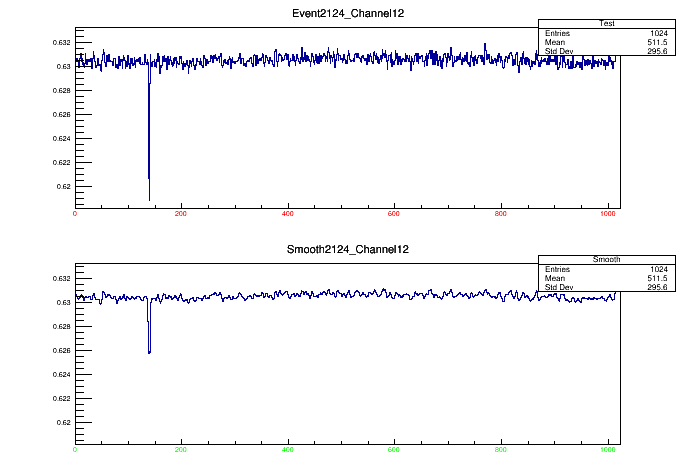 Event2124_Channel12
Test
Entries 1024
Mean 511.5
Std Dev 295.6
0.632
0.63
0.628
0.626
0.624
0.622
0.62
0 200 400 600 800 1000
Smooth2124_Channel12
Smooth
Entries 1024
Mean 511.5
Std Dev 295.6
0.632
0.63
0.628
0.626
0.624
0.622
0.62
0 200 400 600 800 1000